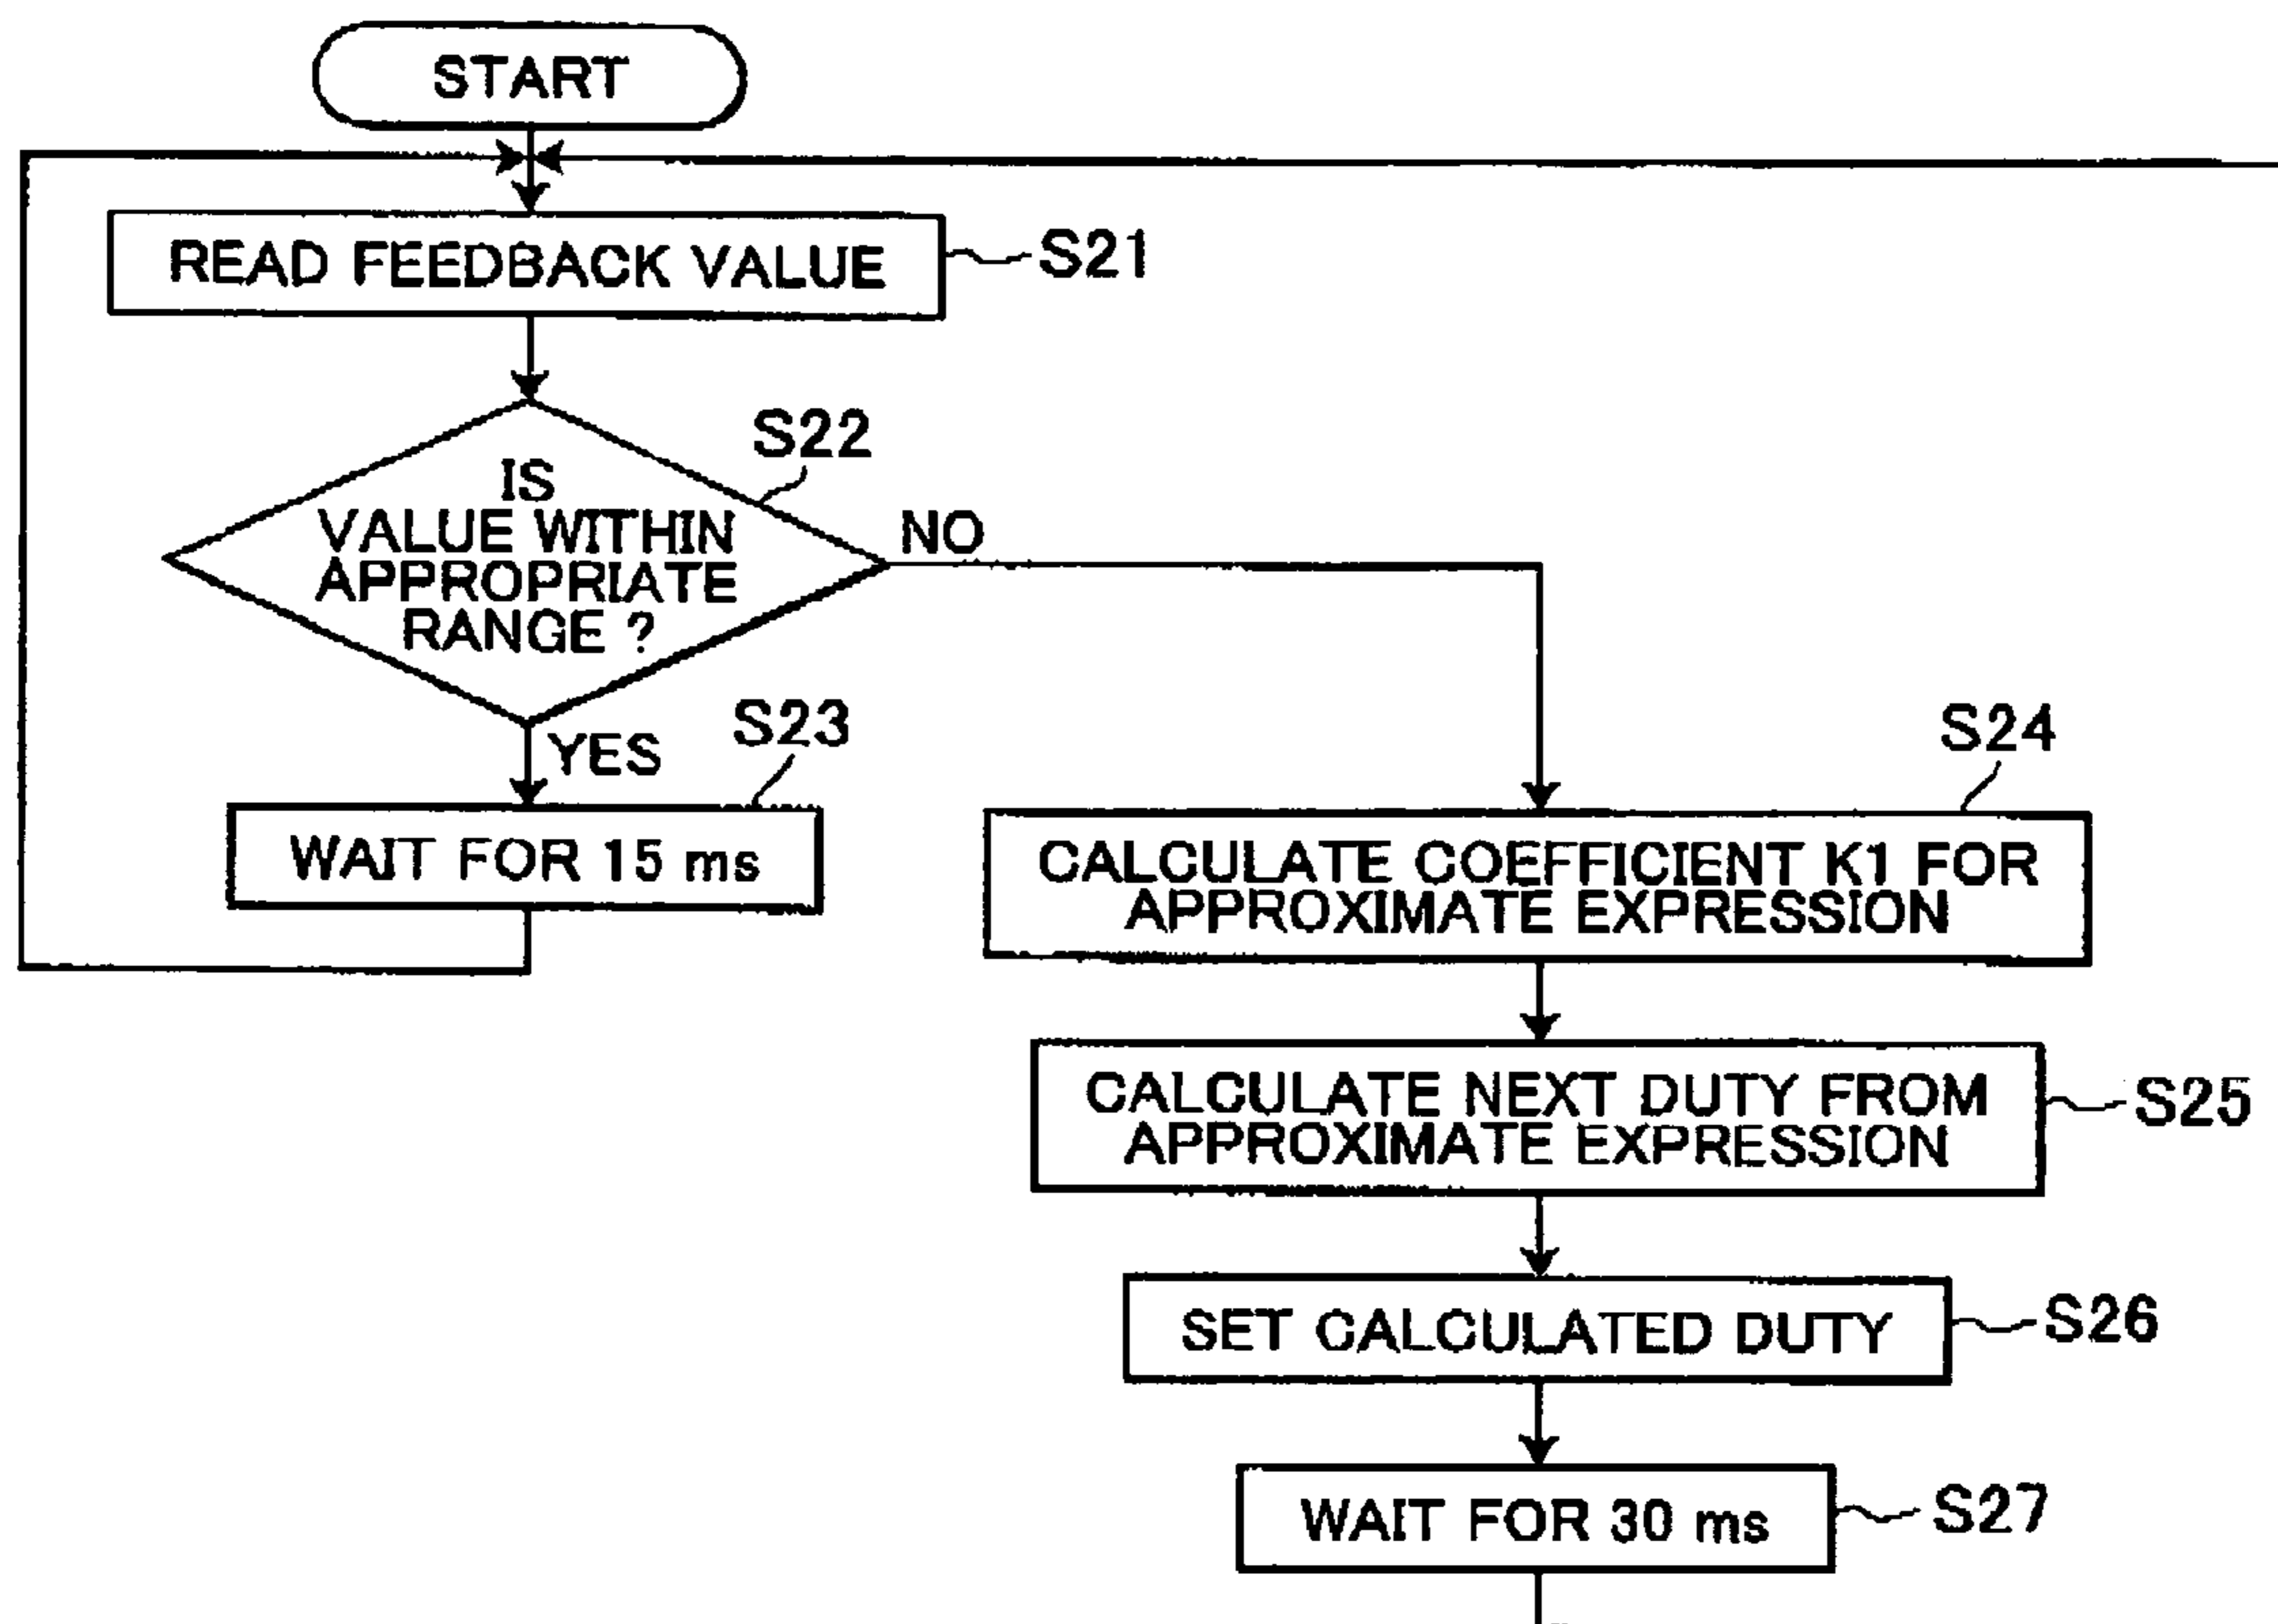 START
READ FEEDBACK VALUE
S21
S22
IS
VALUE WITHIN
APPROPRIATE
RANGE ?
NO
YES
S23
WAIT FOR 15 ms
S24
CALCULATE COEFFICIENT K1 FOR
APPROXIMATE EXPRESSION
CALCULATE NEXT DUTY FROM
APPROXIMATE EXPRESSION
S25
SET CALCULATED DUTY
S26
WAIT FOR 30 ms
S27